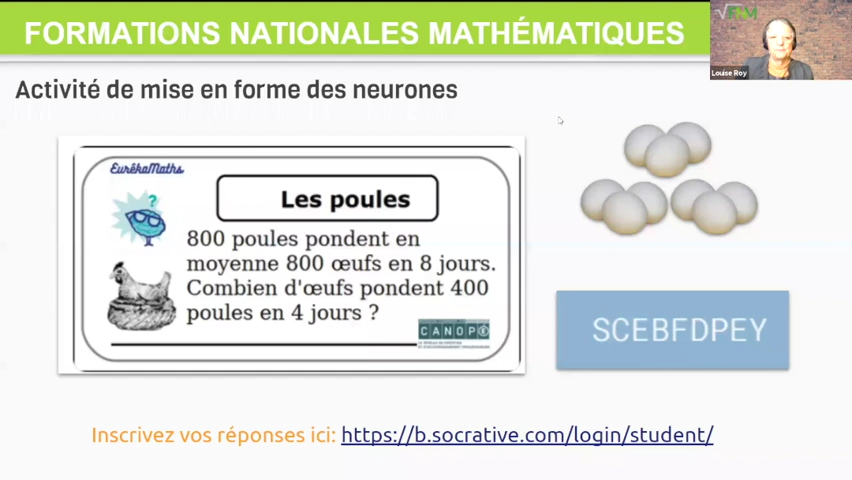 FORMATIONS NATIONALES MATHÉMATIQUES
Louise Roy
Activité de mise en forme des neurones
EurêkaMaths
Les poules
800 poules pondent en
moyenne 800 œufs en 8 jours.
Combien d'œufs pondent 400
poules en 4 jours ?
CANOPÉ
SCEBFDPEY
Inscrivez vos réponses ici: https://b.socrative.com/login/student/